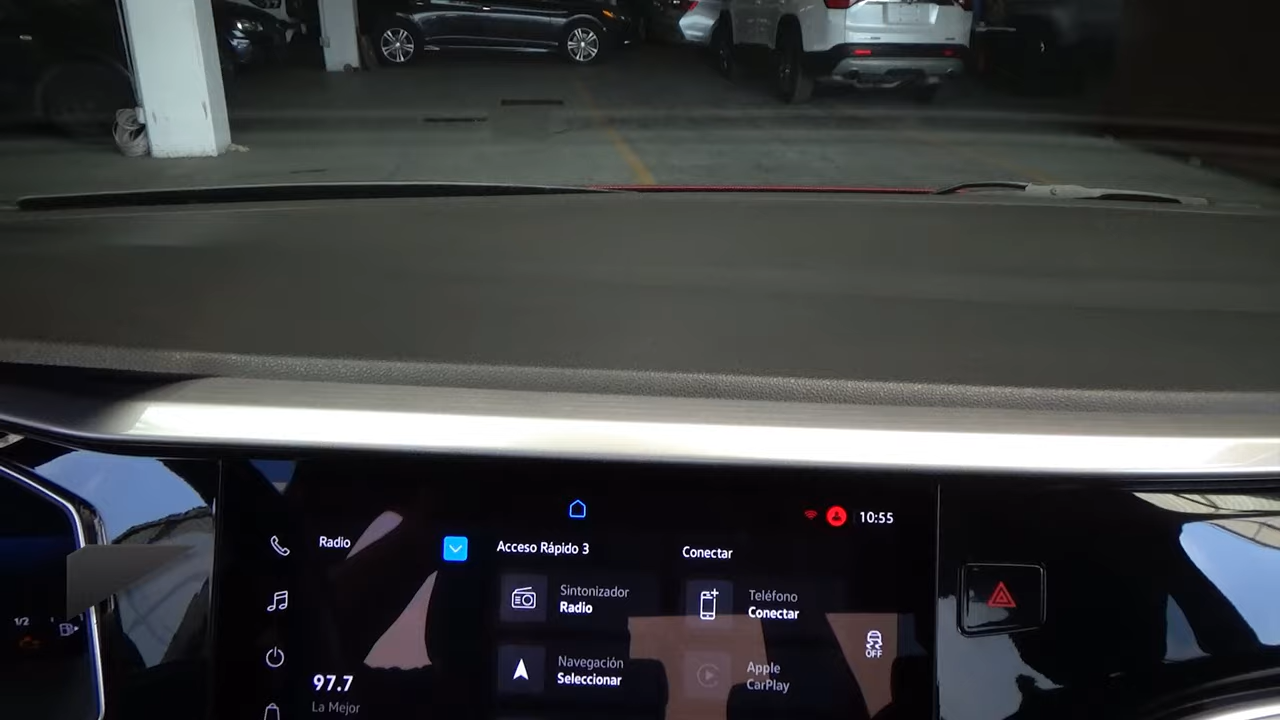 10:55
Radio
Acceso Rápido 3
Conectar
Sintonizador
Radio
Teléfono
Conectar
OFF
Navegación
Seleccionar
Apple
CarPlay
97.7
La Mejor
1/2